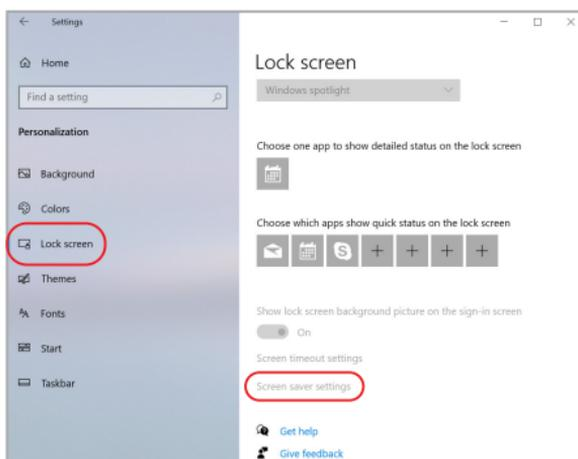 Settings
Home
Find a setting
Personalization
Background
Colors
Lock screen
Themes
Fonts
Start
Taskbar
Lock screen
Windows spotlight
Choose one app to show detailed status on the lock screen
Choose which apps show quick status on the lock screen
Show lock screen background picture on the sign-in screen
On
Screen timeout settings
Screen saver settings
Get help
Give feedback